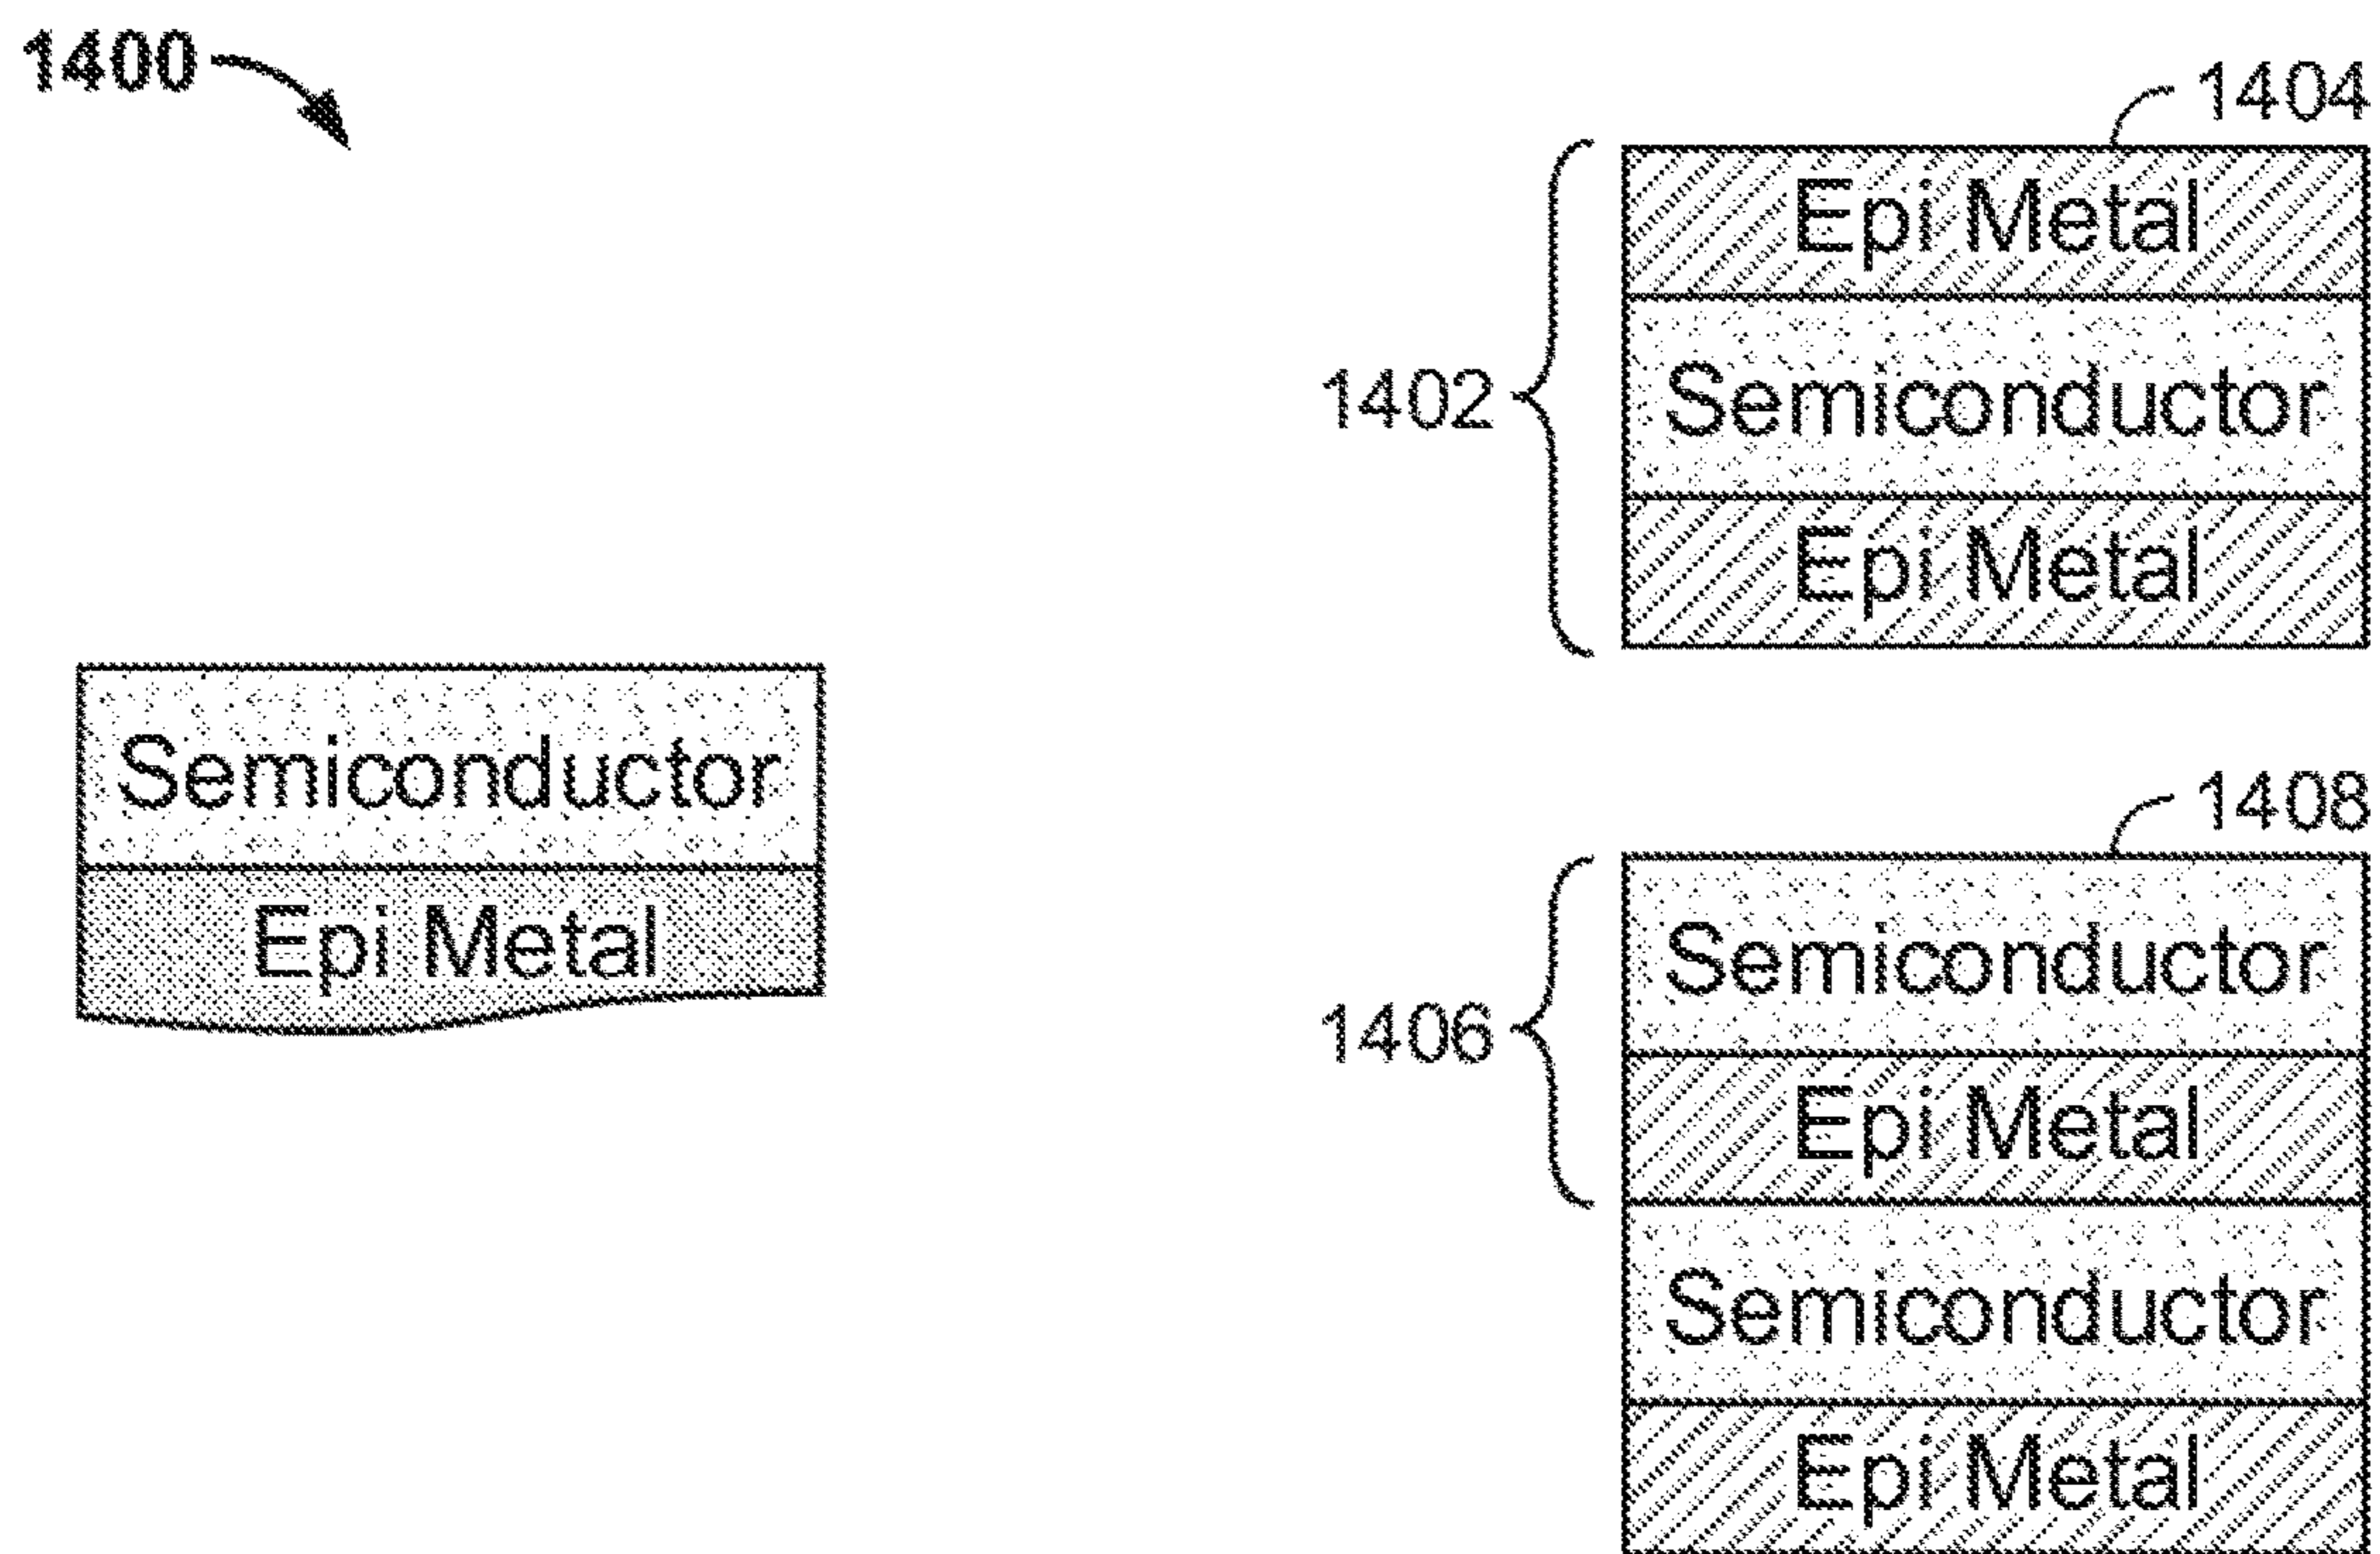 1400
Semiconductor
Epi Metal
1404
Epi Metal
1402
Semiconductor
Epi Metal
1408
Semiconductor
1406
Epi Metal
Semiconductor
Epi Metal